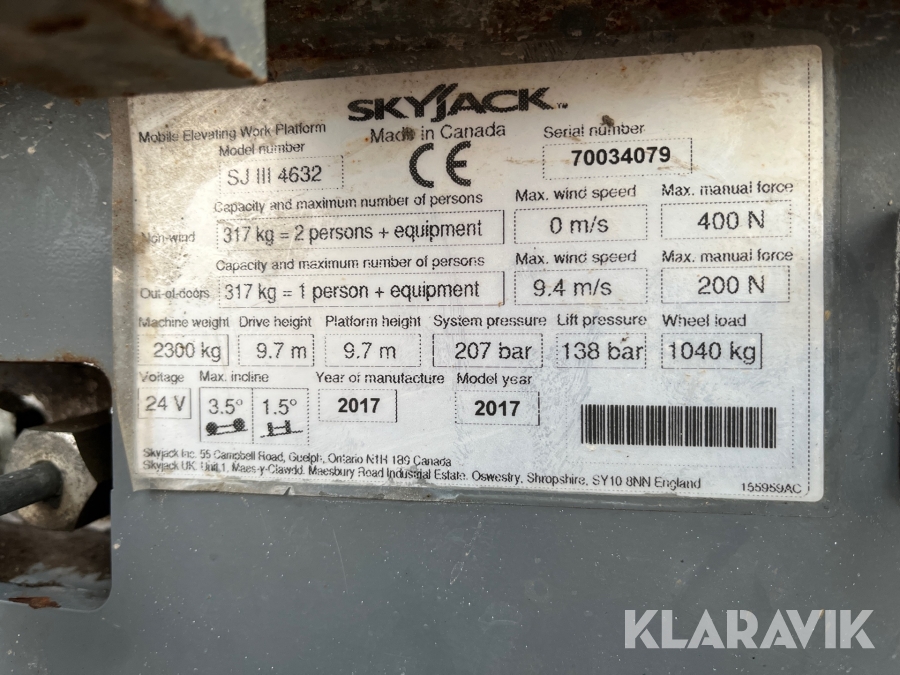 SKYJACK™
Mobile Elevating Work Platform Made in Canada Serial number
Model number
SJ III 4632 CE 70034079
Capacity and maximum number of persons Max. wind speed Max. manual force
Non-wind 317 kg = 2 persons + equipment 0 m/s 400 N
Capacity and maximum number of persons Max. wind speed Max. manual force
Out-of-doors 317 kg = 1 person + equipment 9.4 m/s 200 N
Machine weight Drive height Platform height System pressure Lift pressure Wheel load
2300 kg 9.7 m 9.7 m 207 bar 138 bar 1040 kg
Voltage Max. incline Year of manufacture Model year
24 V 3.5° 1.5° 2017 2017
Skyjack Inc. 55 Campbell Road, Guelph, Ontario N1H 1B9 Canada
Skyjack UK. Unit 1, Maes-y-Clawdd. Maesbury Road Industrial Estate. Oswestry, Shropshire. SY10 8NN England
155959AC
KLARAVIK